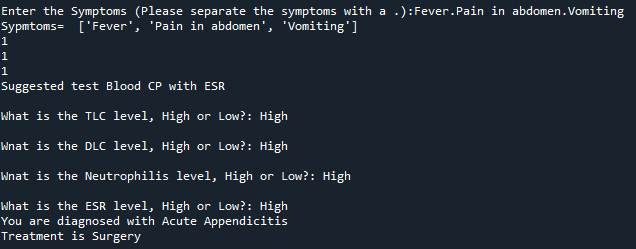 Enter the Symptoms (Please separate the symptoms with a .):Fever.Pain in abdomen.Vomiting
Sypmtoms=  ['Fever', 'Pain in abdomen', 'Vomiting']
1
1
1
Suggested test Blood CP with ESR
What is the TLC level, High or Low?: High
Wnat is the DLC level, High or Low?: High
Wnat is the Neutrophilis level, High or Low?: High
What is the ESR level, High or Low?: High
You are diagnosed with Acute Appendicitis
Treatment is Surgery